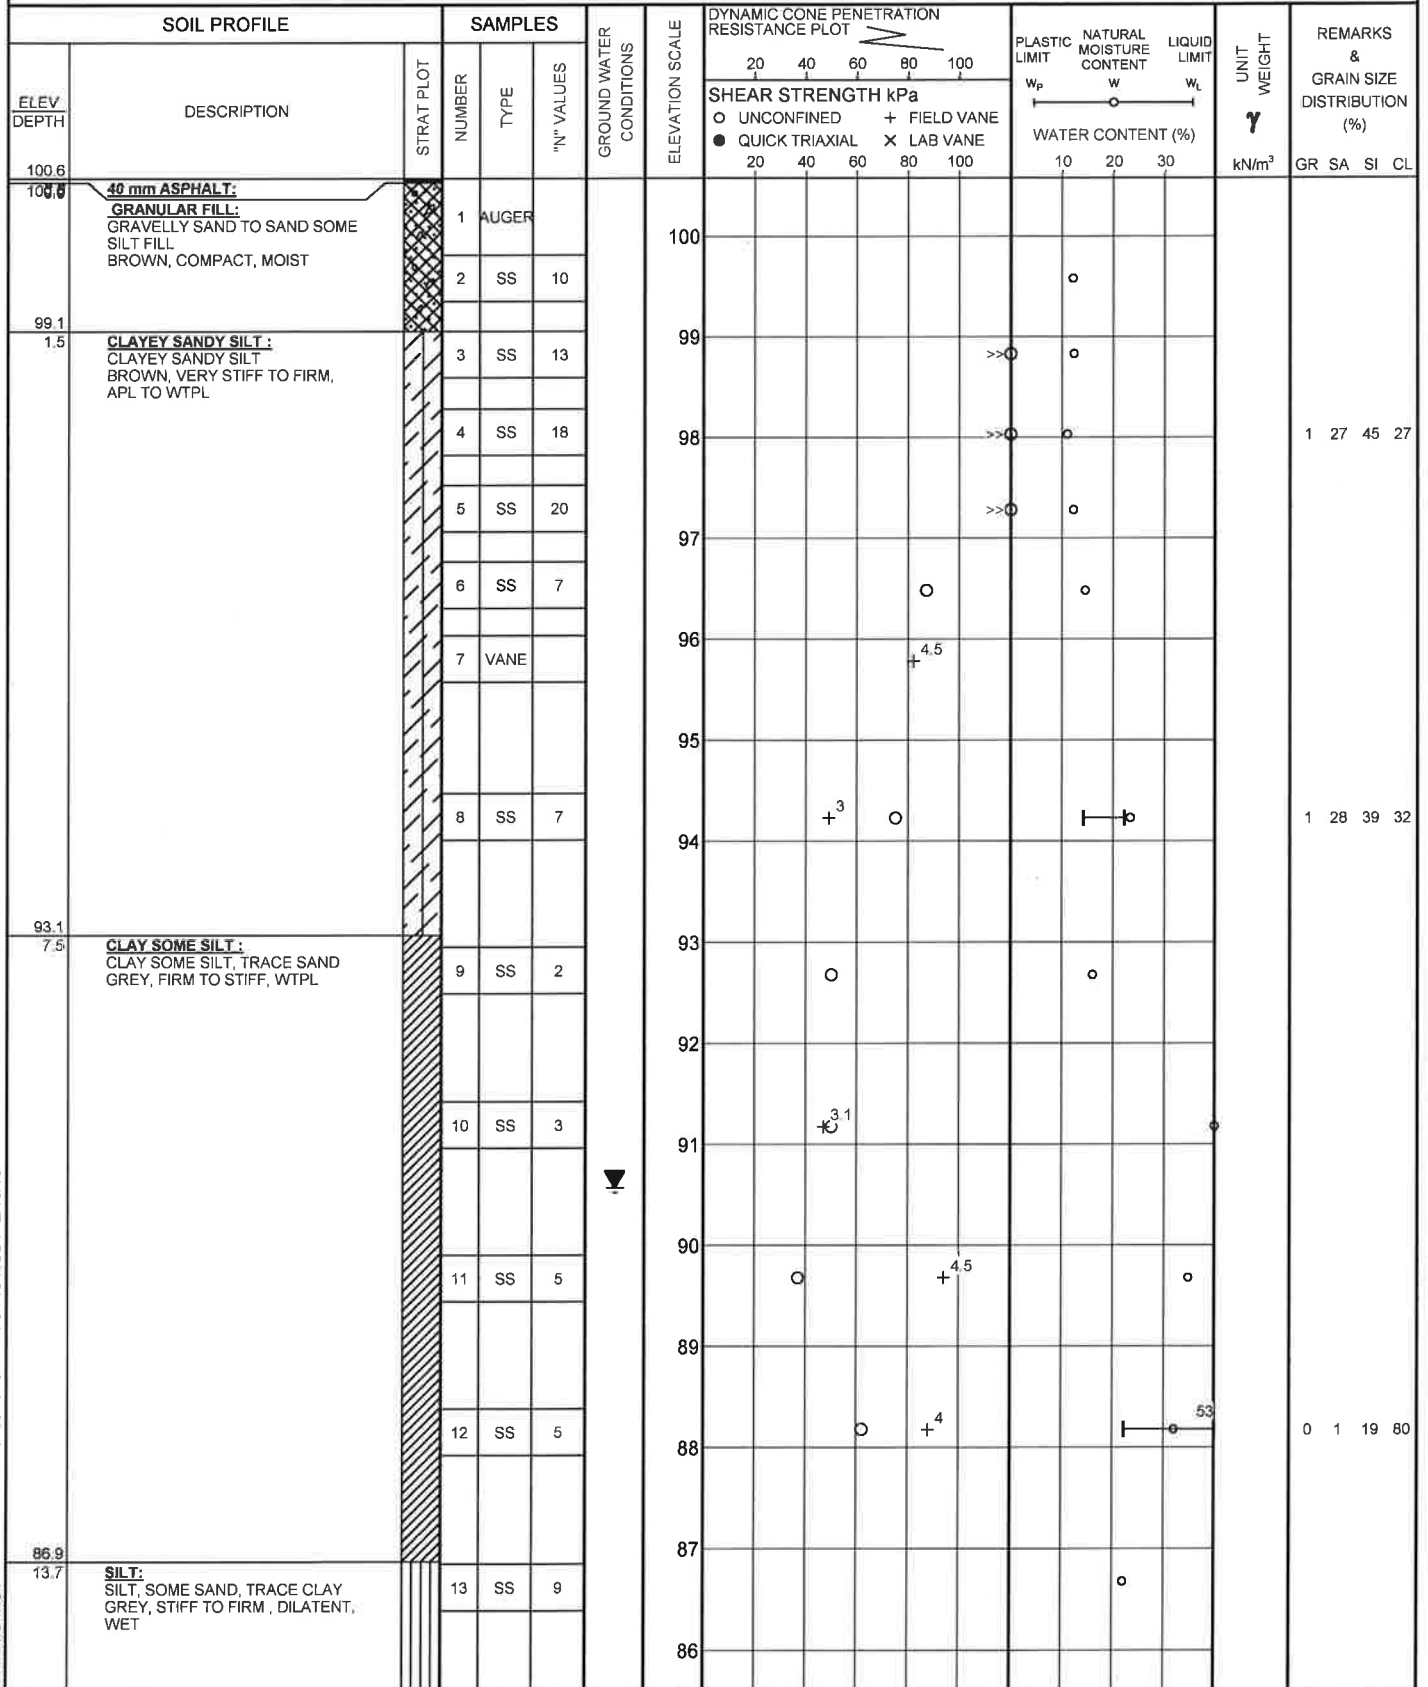 SOIL PROFILE
SAMPLES
GROUND WATER CONDITIONS
ELEVATION SCALE
DYNAMIC CONE PENETRATION
RESISTANCE PLOT
20 40 60 80 100
SHEAR STRENGTH kPa
O UNCONFINED + FIELD VANE
● QUICK TRIAXIAL X LAB VANE
20 40 60 80 100
PLASTIC LIMIT
NATURAL MOISTURE CONTENT
LIQUID LIMIT
WP W WL
WATER CONTENT (%)
10 20 30
UNIT WEIGHT
γ
kN/m³
REMARKS
&
GRAIN SIZE
DISTRIBUTION
(%)
GR SA SI CL
ELEV
DEPTH
DESCRIPTION
STRAT PLOT
NUMBER
TYPE
"N" VALUES
100.6
40 mm ASPHALT:
GRANULAR FILL:
GRAVELLY SAND TO SAND SOME
SILT FILL
BROWN, COMPACT, MOIST
1 AUGER
100
2 SS 10
99.1
1.5
CLAYEY SANDY SILT :
CLAYEY SANDY SILT
BROWN, VERY STIFF TO FIRM,
APL TO WTPL
99
3 SS 13
>>
4 SS 18
98
>>
1 27 45 27
5 SS 20
>>
97
6 SS 7
96
7 VANE
4.5
95
8 SS 7
3
1 28 39 32
94
93.1
7.5
CLAY SOME SILT :
CLAY SOME SILT, TRACE SAND
GREY, FIRM TO STIFF, WTPL
93
9 SS 2
92
10 SS 3
3.1
91
90
11 SS 5
4.5
89
12 SS 5
4
53
0 1 19 80
88
87
86.9
13.7
SILT:
SILT, SOME SAND, TRACE CLAY
GREY, STIFF TO FIRM , DILATENT,
WET
13 SS 9
86